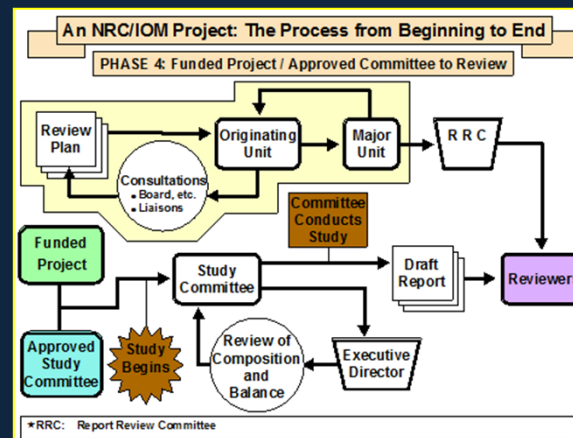 An NRC/IOM Project: The Process from Beginning to End
PHASE 4: Funded Project / Approved Committee to Review
Review
Plan
Originating
Unit
Major
Unit
R R C
Consultations
• Board, etc.
• Liaisons
Committee
Conducts
Study
Funded
Project
Study
Committee
Draft
Report
Reviewers
Approved
Study
Committee
Study
Begins
Review of
Composition
and
Balance
Executive
Director
*RRC: Report Review Committee